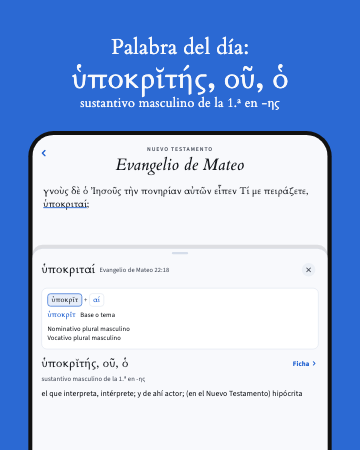 Palabra del día:
ὑποκρῐτής, οῦ, ὁ
sustantivo masculino de la 1.ª en -ης
NUEVO TESTAMENTO
Evangelio de Mateo
γνοὺς δὲ ὁ Ἰησοῦς τὴν πονηρίαν αὐτῶν εἶπεν Τί με πειράζετε,
ὑποκριταί;
ὑποκριταί Evangelio de Mateo 22:18
ὑποκρῐτ + αί
ὑποκρῐτ Base o tema
Nominativo plural masculino
Vocativo plural masculino
ὑποκρῐτής, οῦ, ὁ Ficha
sustantivo masculino de la 1.ª en -ης
el que interpreta, intérprete; y de ahí actor; (en el Nuevo Testamento) hipócrita